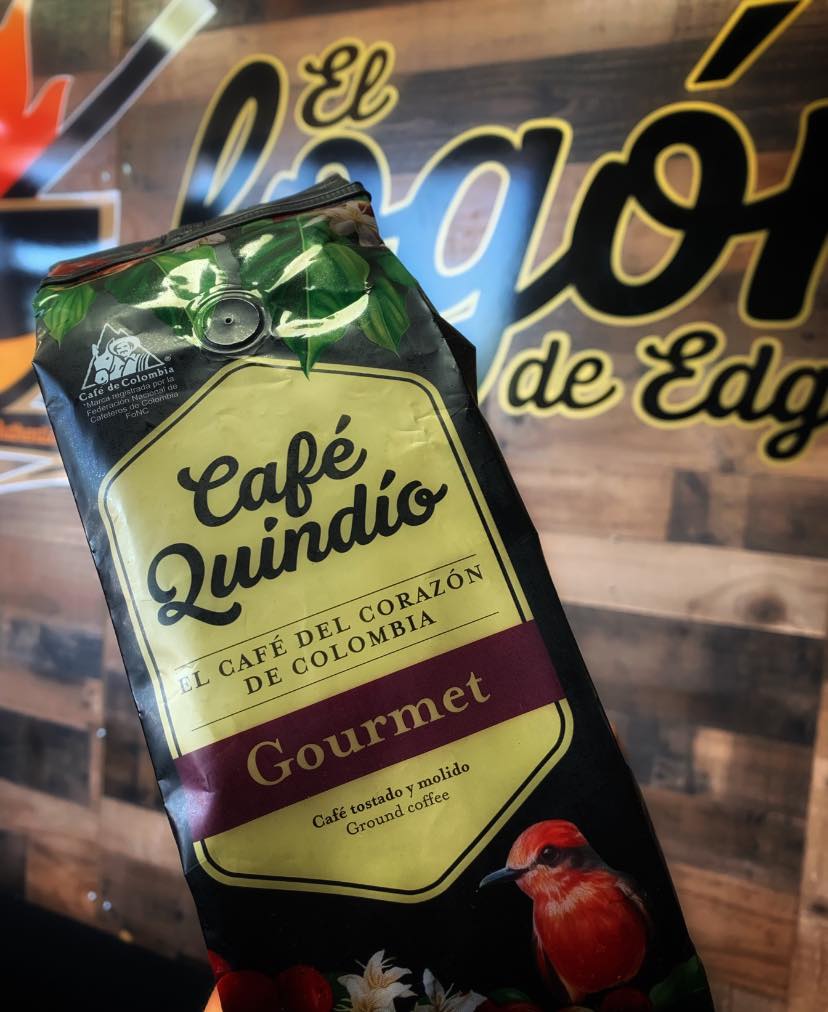 El
fogón
de Edg
Café de Colombia
*Marca registrada por la
Federación Nacional de
Cafeteros de Colombia
FoNC
Café
Quindío
EL CAFÉ DEL CORAZÓN
DE COLOMBIA
Gourmet
Café tostado y molido
Ground coffee